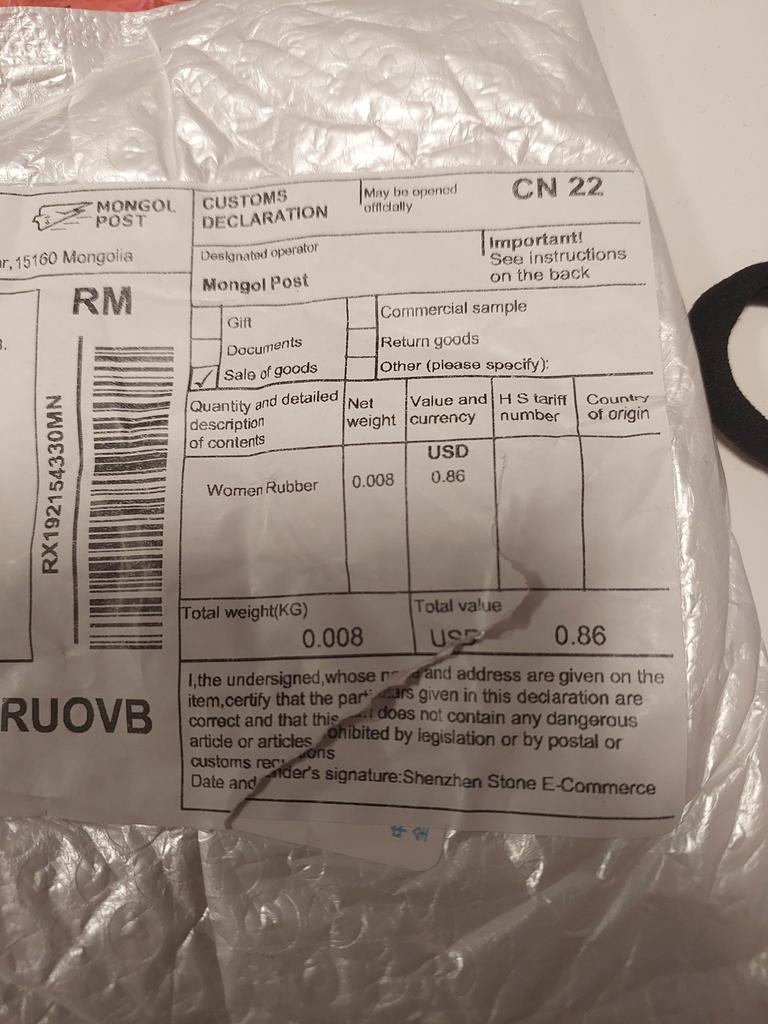 MONGOL
POST
CUSTOMS
DECLARATION
May be opened
officially
CN 22
15160 Mongolia
Designated operator
Mongol Post
Important!
See instructions
on the back
RM
Gift
Documents
Sale of goods
Commercial sample
Return goods
Other (please specify):
Quantity and detailed
description
of contents
Net
weight
Value and
currency
H S tariff
number
Country
of origin
USD
Women Rubber 0.008 0.86
RX192154330MN
Total weight(KG)
0.008
Total value
USD 0.86
RUOVB
I,the undersigned,whose and address are given on the
item,certify that the given in this declaration are
correct and that this does not contain any dangerous
article or articles by legislation or by postal or
customs
Date and signature:Shenzhen Stone E-Commerce